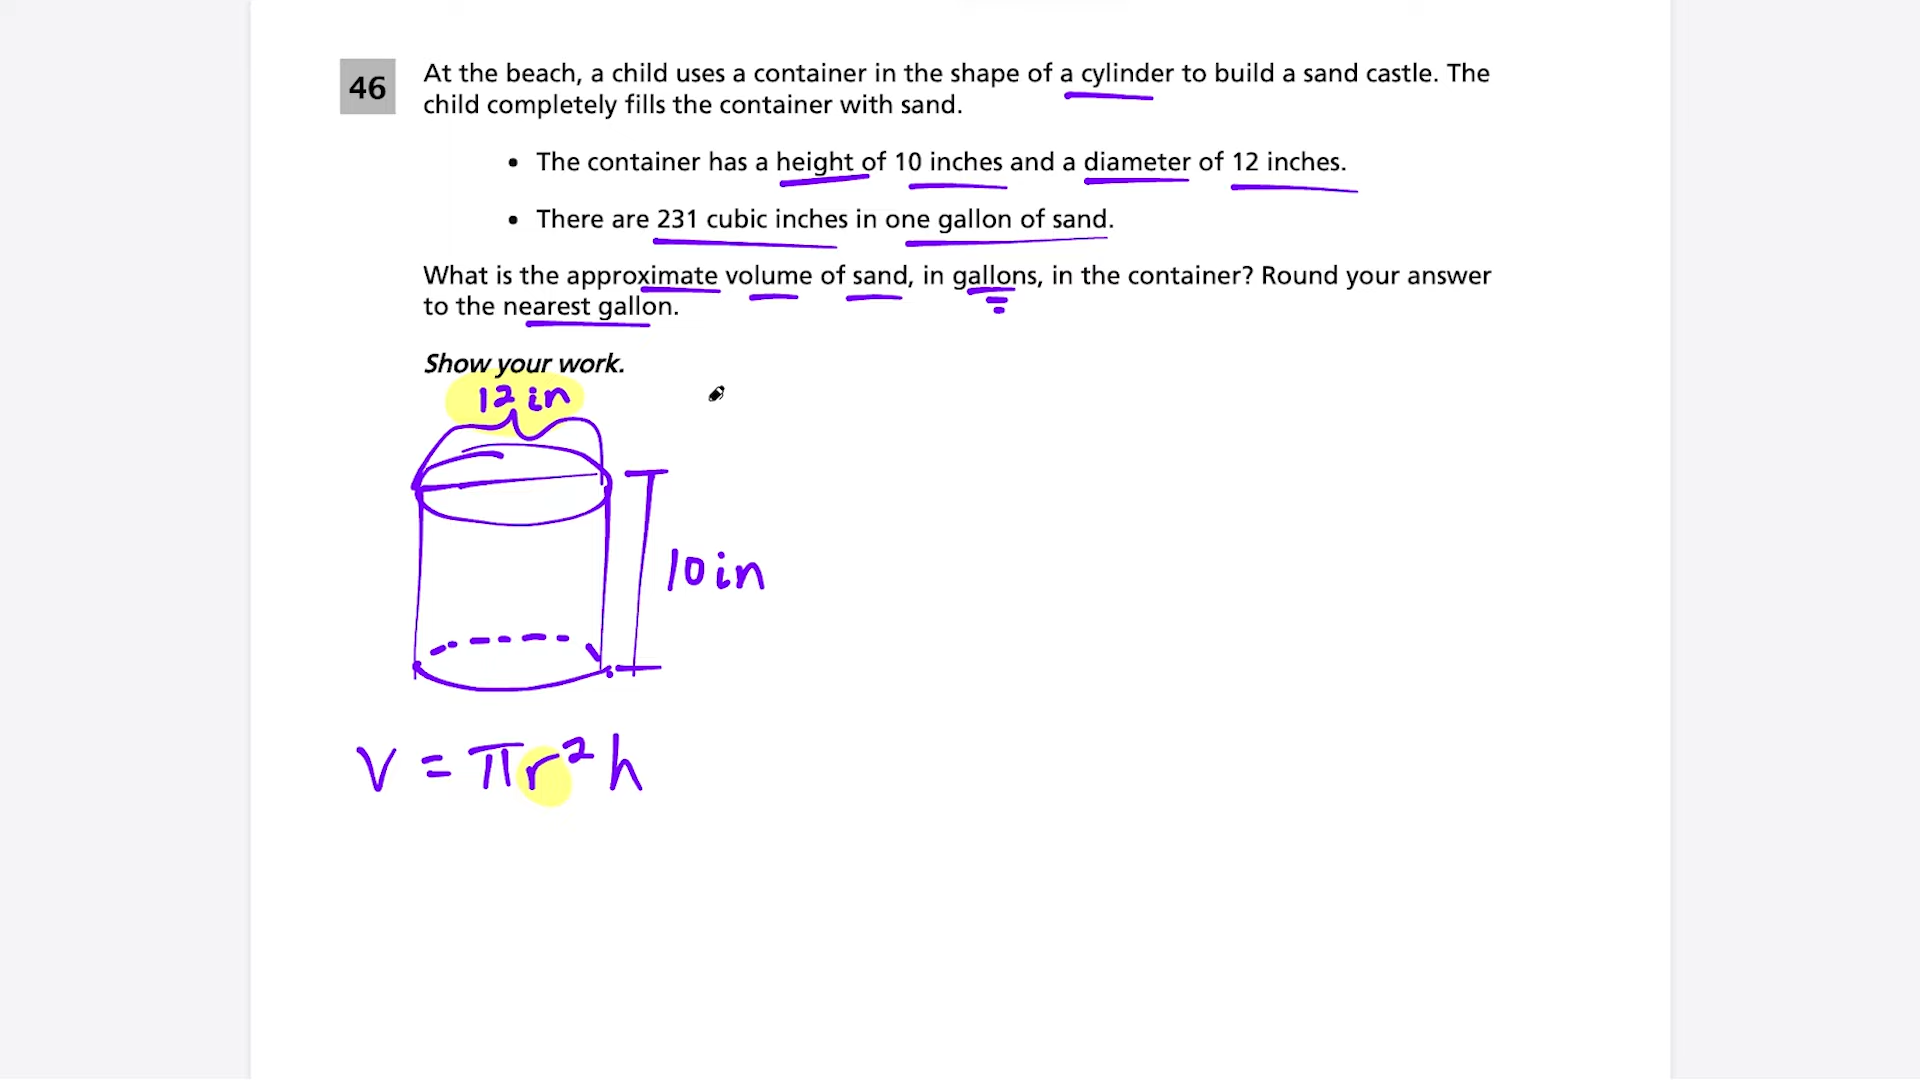 46
At the beach, a child uses a container in the shape of a cylinder to build a sand castle. The
child completely fills the container with sand.
• The container has a height of 10 inches and a diameter of 12 inches.
• There are 231 cubic inches in one gallon of sand.
What is the approximate volume of sand, in gallons, in the container? Round your answer
to the nearest gallon.
Show your work.
12 in
10 in
V = πr²h